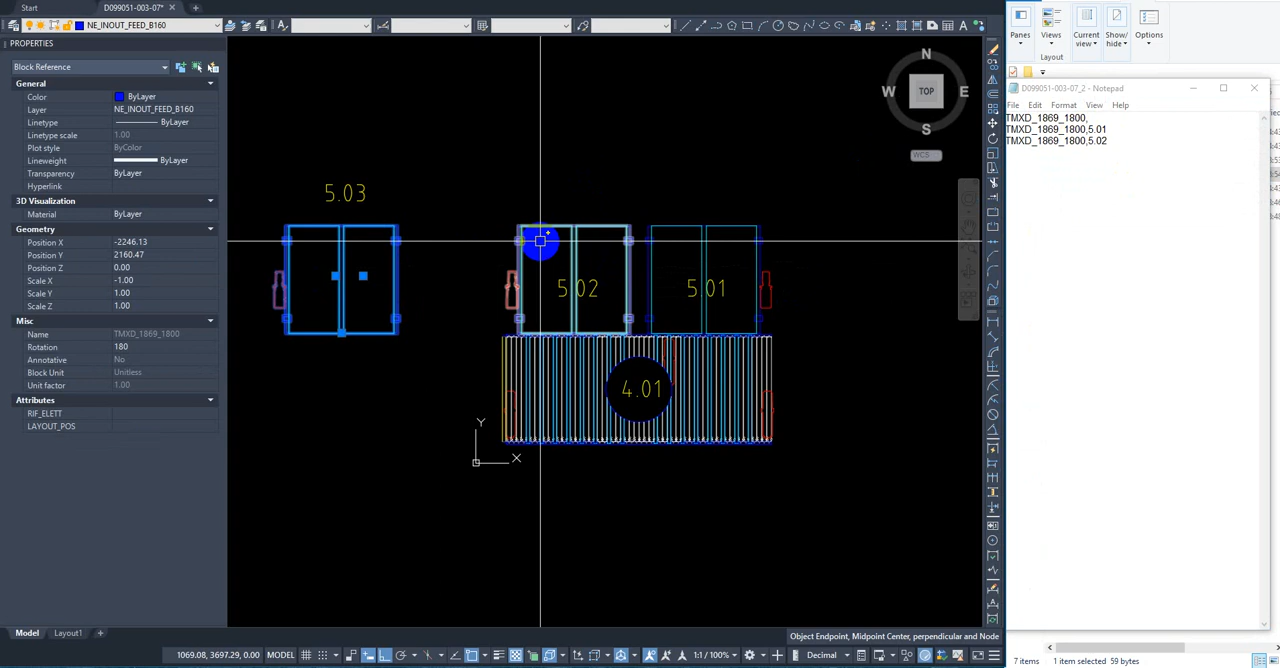 Start
D099051-003-07*
NE_INOUT_FEED_B160
PROPERTIES
Block Reference
General
Color ByLayer
Layer NE_INOUT_FEED_B160
Linetype ByLayer
Linetype scale 1.00
Plot style ByColor
Lineweight ByLayer
Transparency ByLayer
Hyperlink
3D Visualization
Material ByLayer
Geometry
Position X -2246.13
Position Y 2160.47
Position Z 0.00
Scale X -1.00
Scale Y 1.00
Scale Z 1.00
Misc
Name TMXD_1869_1800
Rotation 180
Annotative No
Block Unit Unitless
Unit factor 1.00
Attributes
RIF_ELETT
LAYOUT_POS
5.03
5.02
5.01
4.01
Y
X
N
W TOP E
S
WCS
Object Endpoint, Midpoint Center, perpendicular and Node
Model Layout1
1069.08, 3697.29, 0.00 MODEL
1:1 / 100%
Decimal
Panes
Views
Current view
Show/ hide
Options
Layout
D099051-003-07_2 - Notepad
File Edit Format View Help
TMXD_1869_1800,
TMXD_1869_1800,5.01
TMXD_1869_1800,5.02
7 items 1 item selected 59 bytes